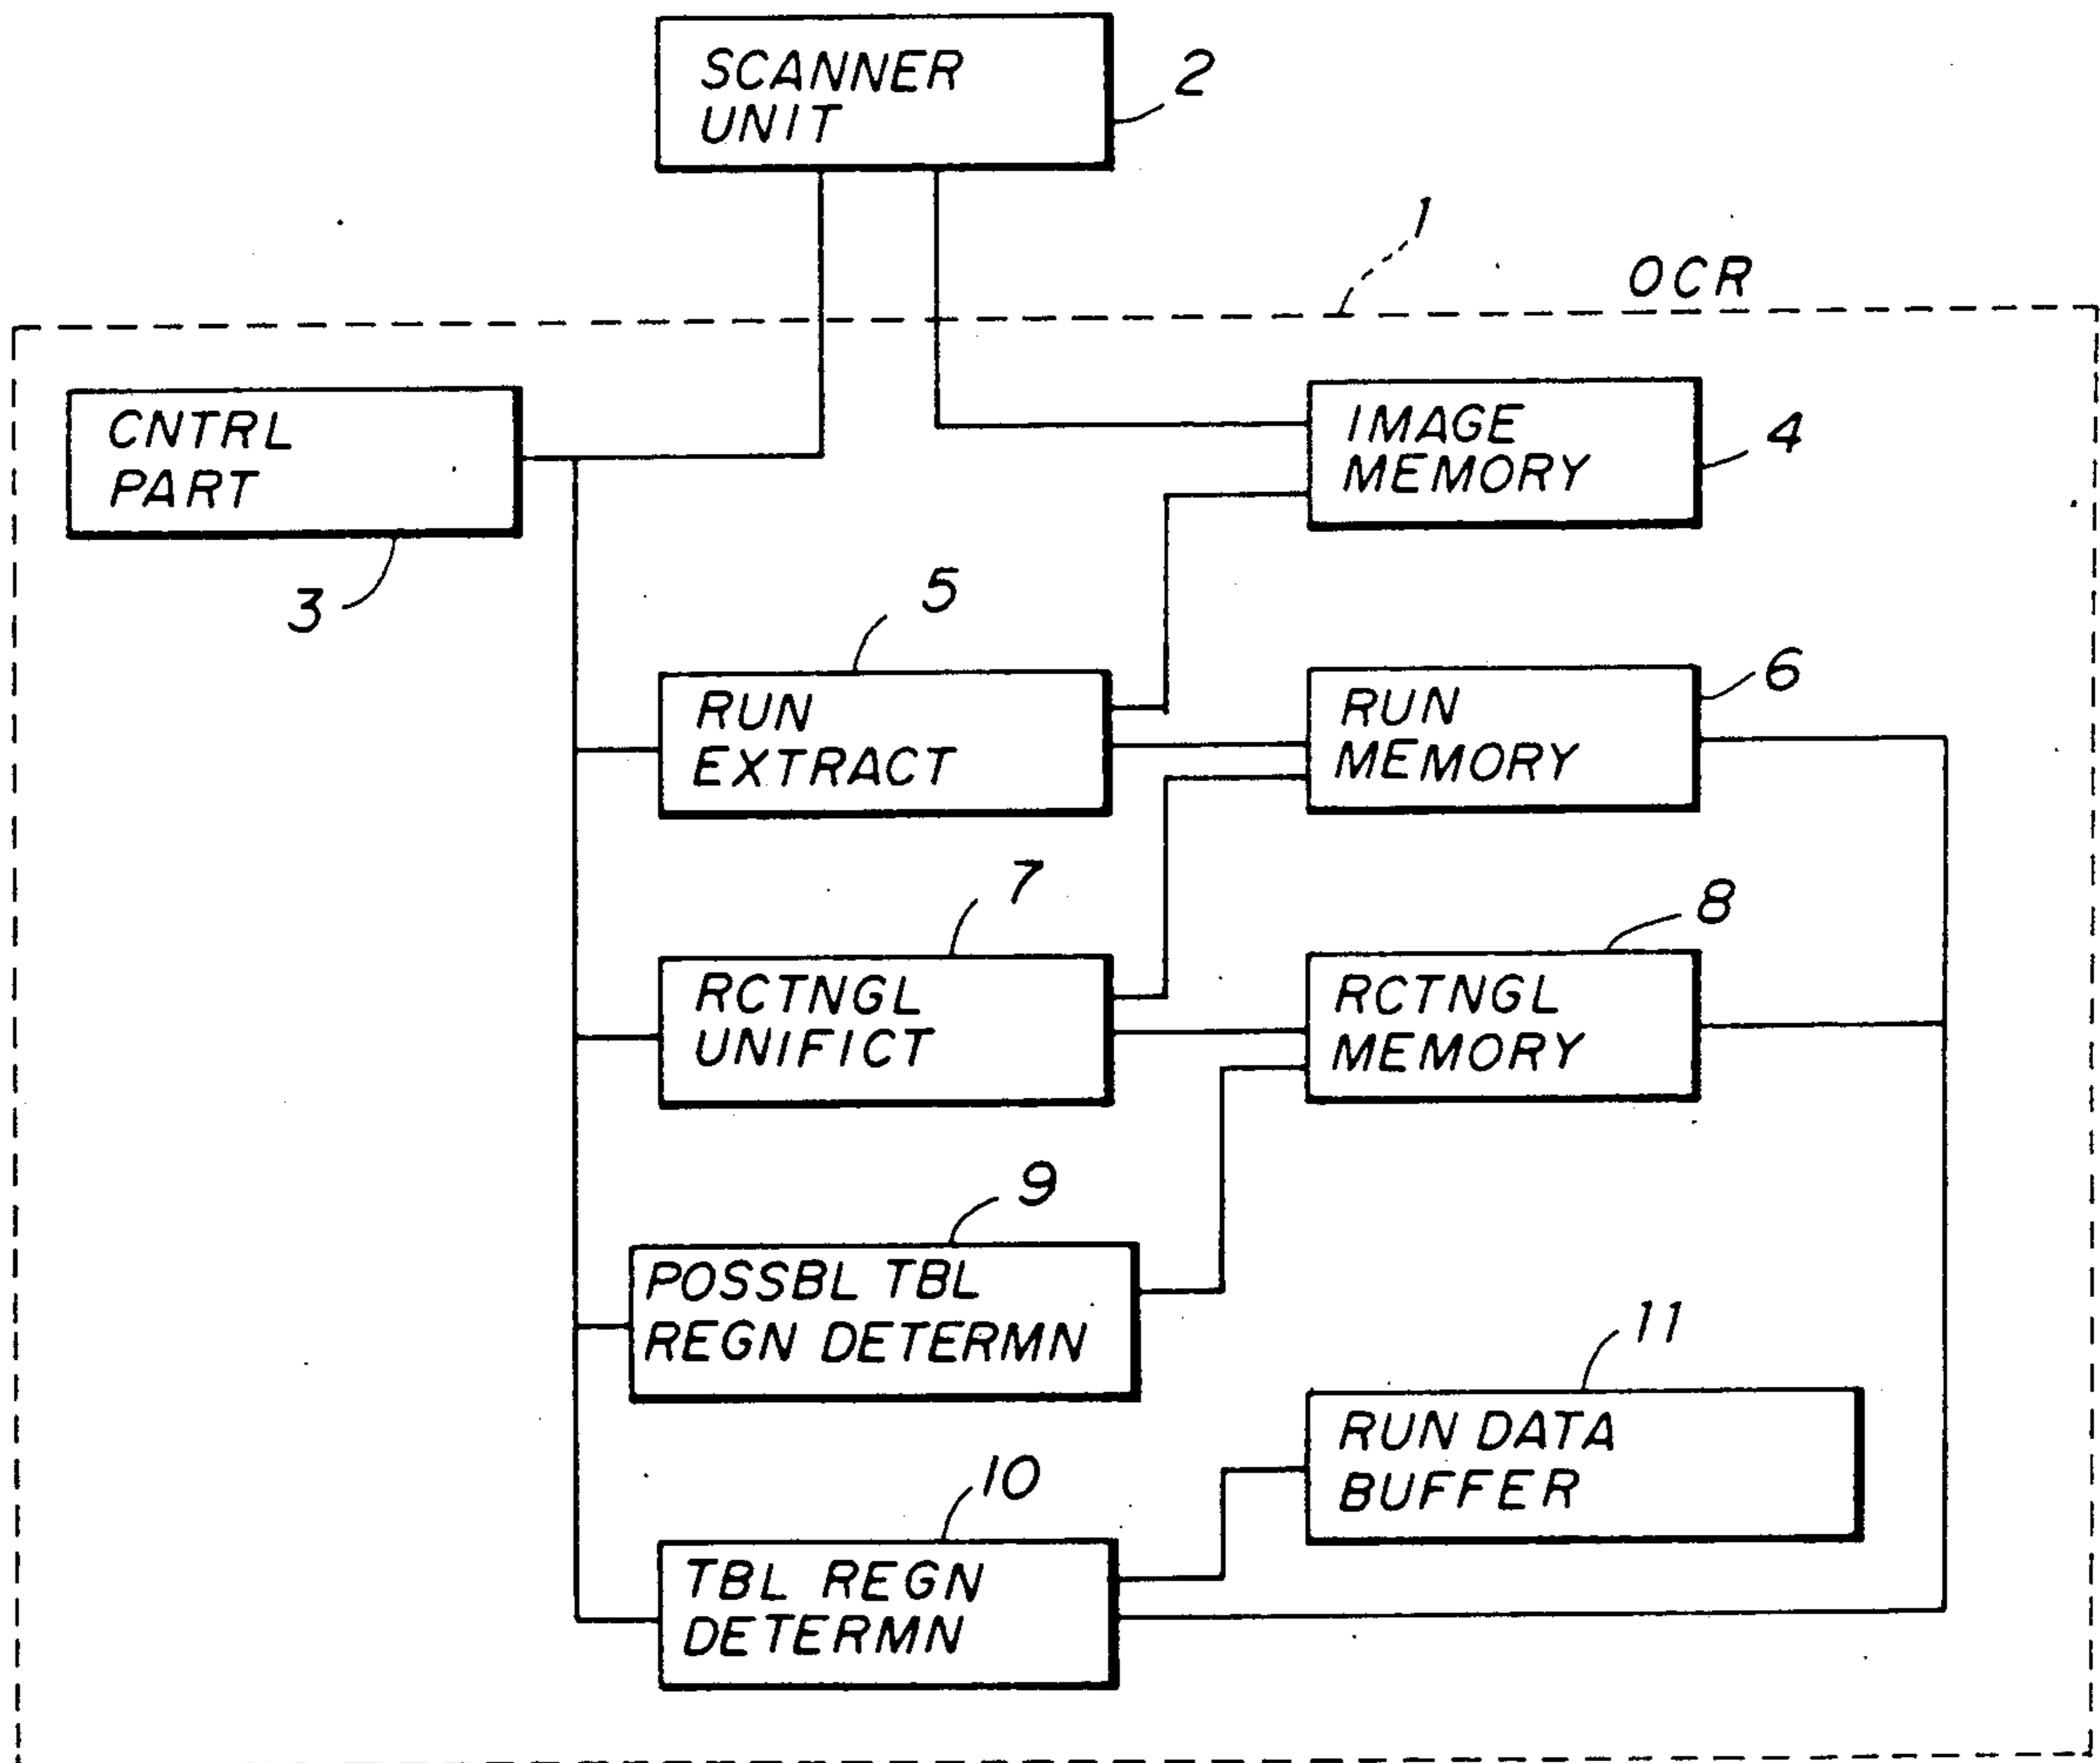 SCANNER
UNIT
2
1
OCR
CNTRL
PART
3
IMAGE
MEMORY
4
5
RUN
EXTRACT
RUN
MEMORY
6
7
RCTNGL
UNIFICT
8
RCTNGL
MEMORY
9
POSSBL TBL
REGN DETERMN
11
RUN DATA
BUFFER
10
TBL REGN
DETERMN